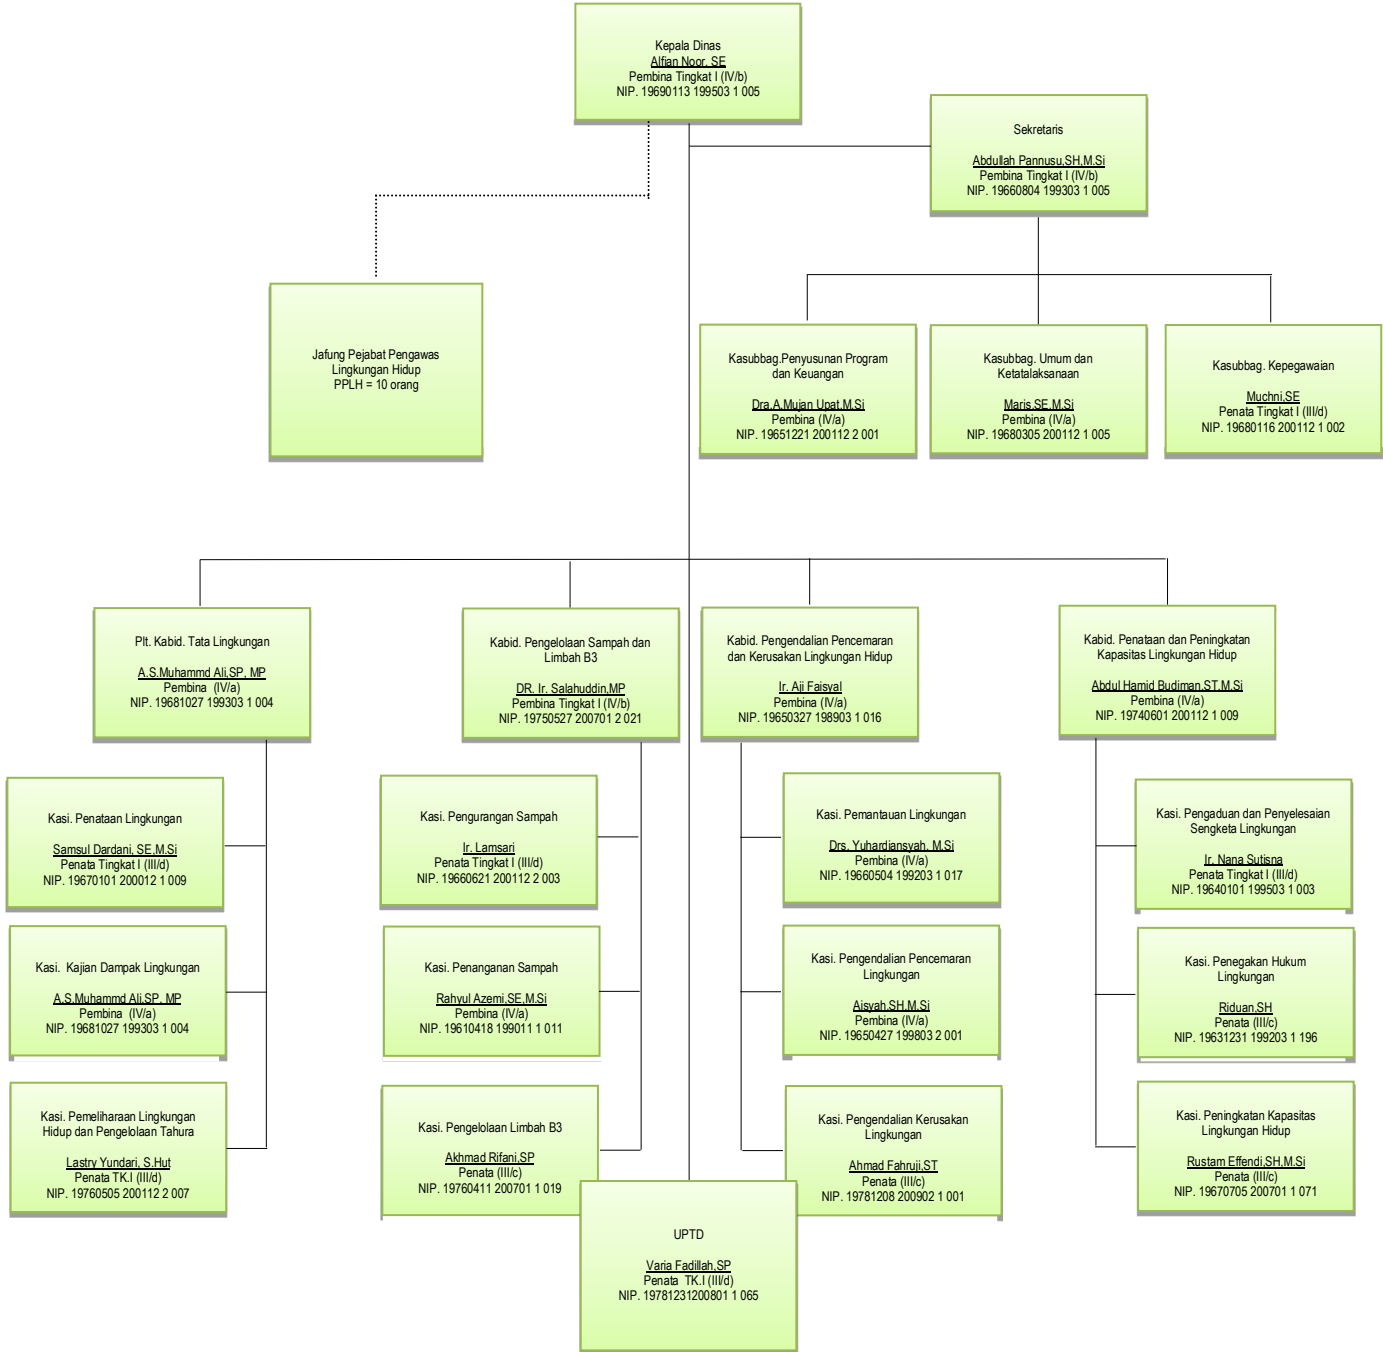 Kepala Dinas
Alfian Noor, SE
Pembina Tingkat I (IV/b)
NIP. 19690113 199503 1 005
Sekretaris
Abdullah Pannusu,SH,M.Si
Pembina Tingkat I (IV/b)
NIP. 19660804 199303 1 005
Jafung Pejabat Pengawas
Lingkungan Hidup
PPLH = 10 orang
Kasubbag.Penyusunan Program
dan Keuangan
Dra.A.Mujan Upat,M.Si
Pembina (IV/a)
NIP. 19651221 200112 2 001
Kasubbag. Umum dan
Ketatalaksanaan
Maris,SE,M.Si
Pembina (IV/a)
NIP. 19680305 200112 1 005
Kasubbag. Kepegawaian
Muchni,SE
Penata Tingkat I (III/d)
NIP. 19680116 200112 1 002
Plt. Kabid. Tata Lingkungan
A.S.Muhammd Ali,SP, MP
Pembina (IV/a)
NIP. 19681027 199303 1 004
Kabid. Pengelolaan Sampah dan
Limbah B3
DR. Ir. Salahuddin,MP
Pembina Tingkat I (IV/b)
NIP. 19750527 200701 2 021
Kabid. Pengendalian Pencemaran
dan Kerusakan Lingkungan Hidup
Ir. Aji Faisyal
Pembina (IV/a)
NIP. 19650327 198903 1 016
Kabid. Penataan dan Peningkatan
Kapasitas Lingkungan Hidup
Abdul Hamid Budiman,ST,M.Si
Pembina (IV/a)
NIP. 19740601 200112 1 009
Kasi. Penataan Lingkungan
Samsul Dardani, SE,M.Si
Penata Tingkat I (III/d)
NIP. 19670101 200012 1 009
Kasi. Pengurangan Sampah
Ir. Lamsari
Penata Tingkat I (III/d)
NIP. 19660621 200112 2 003
Kasi. Pemantauan Lingkungan
Drs. Yuhardiansyah, M.Si
Pembina (IV/a)
NIP. 19660504 199203 1 017
Kasi. Pengaduan dan Penyelesaian
Sengketa Lingkungan
Ir. Nana Sutisna
Penata Tingkat I (III/d)
NIP. 19640101 199503 1 003
Kasi. Kajian Dampak Lingkungan
A.S.Muhammd Ali,SP, MP
Pembina (IV/a)
NIP. 19681027 199303 1 004
Kasi. Penanganan Sampah
Rahyul Azemi,SE,M.Si
Pembina (IV/a)
NIP. 19610418 199011 1 011
Kasi. Pengendalian Pencemaran
Lingkungan
Aisyah,SH,M.Si
Pembina (IV/a)
NIP. 19650427 199803 2 001
Kasi. Penegakan Hukum
Lingkungan
Riduan,SH
Penata (III/c)
NIP. 19631231 199203 1 196
Kasi. Pemeliharaan Lingkungan
Hidup dan Pengelolaan Tahura
Lastry Yundari, S.Hut
Penata TK.I (III/d)
NIP. 19760505 200112 2 007
Kasi. Pengelolaan Limbah B3
Akhmad Rifani,SP
Penata (III/c)
NIP. 19760411 200701 1 019
Kasi. Pengendalian Kerusakan
Lingkungan
Ahmad Fahruji,ST
Penata (III/c)
NIP. 19781208 200902 1 001
Kasi. Peningkatan Kapasitas
Lingkungan Hidup
Rustam Effendi,SH,M.Si
Penata (III/c)
NIP. 19670705 200701 1 071
UPTD
Varia Fadillah,SP
Penata TK.I (III/d)
NIP. 19781231200801 1 065